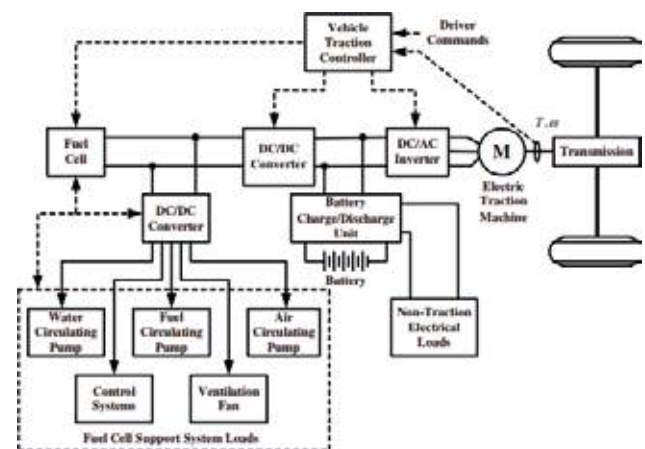 Vehicle
Traction
Controller
Driver
Commands
T,ω
Fuel
Cell
DC/DC
Converter
DC/AC
Inverter
M
Transmission
Electric
Traction
Machine
DC/DC
Converter
Battery
Charge/Discharge
Unit
Battery
Water
Circulating
Pump
Fuel
Circulating
Pump
Air
Circulating
Pump
Non-Traction
Electrical
Loads
Control
Systems
Ventilation
Fan
Fuel Cell Support System Loads